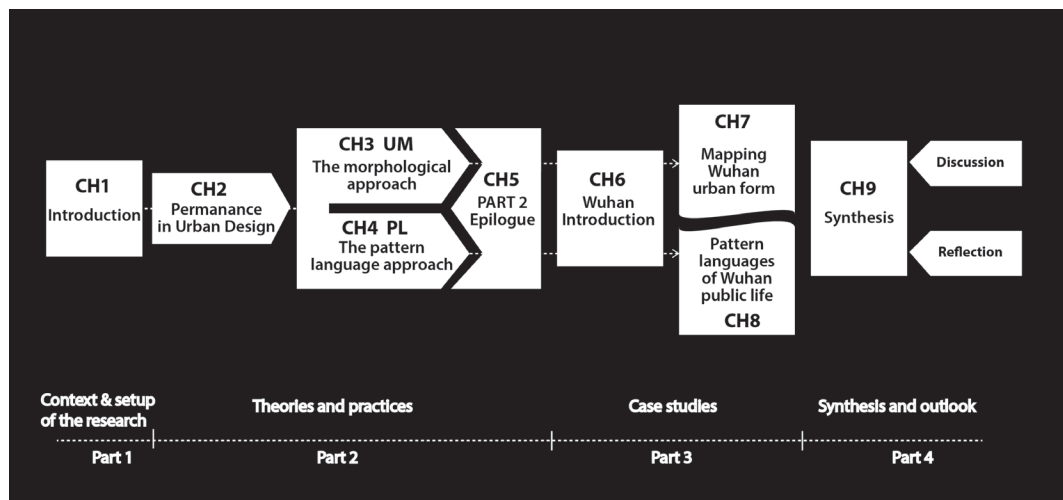 CH1
Introduction
CH2
Permanance
in Urban Design
CH3 UM
The morphological
approach
CH4 PL
The pattern
language approach
CH5
PART 2
Epilogue
CH6
Wuhan
Introduction
CH7
Mapping
Wuhan
urban form
Pattern
languages
of Wuhan
public life
CH8
CH9
Synthesis
Discussion
Reflection
Context & setup
of the research
Theories and practices
Case studies
Synthesis and outlook
Part 1
Part 2
Part 3
Part 4